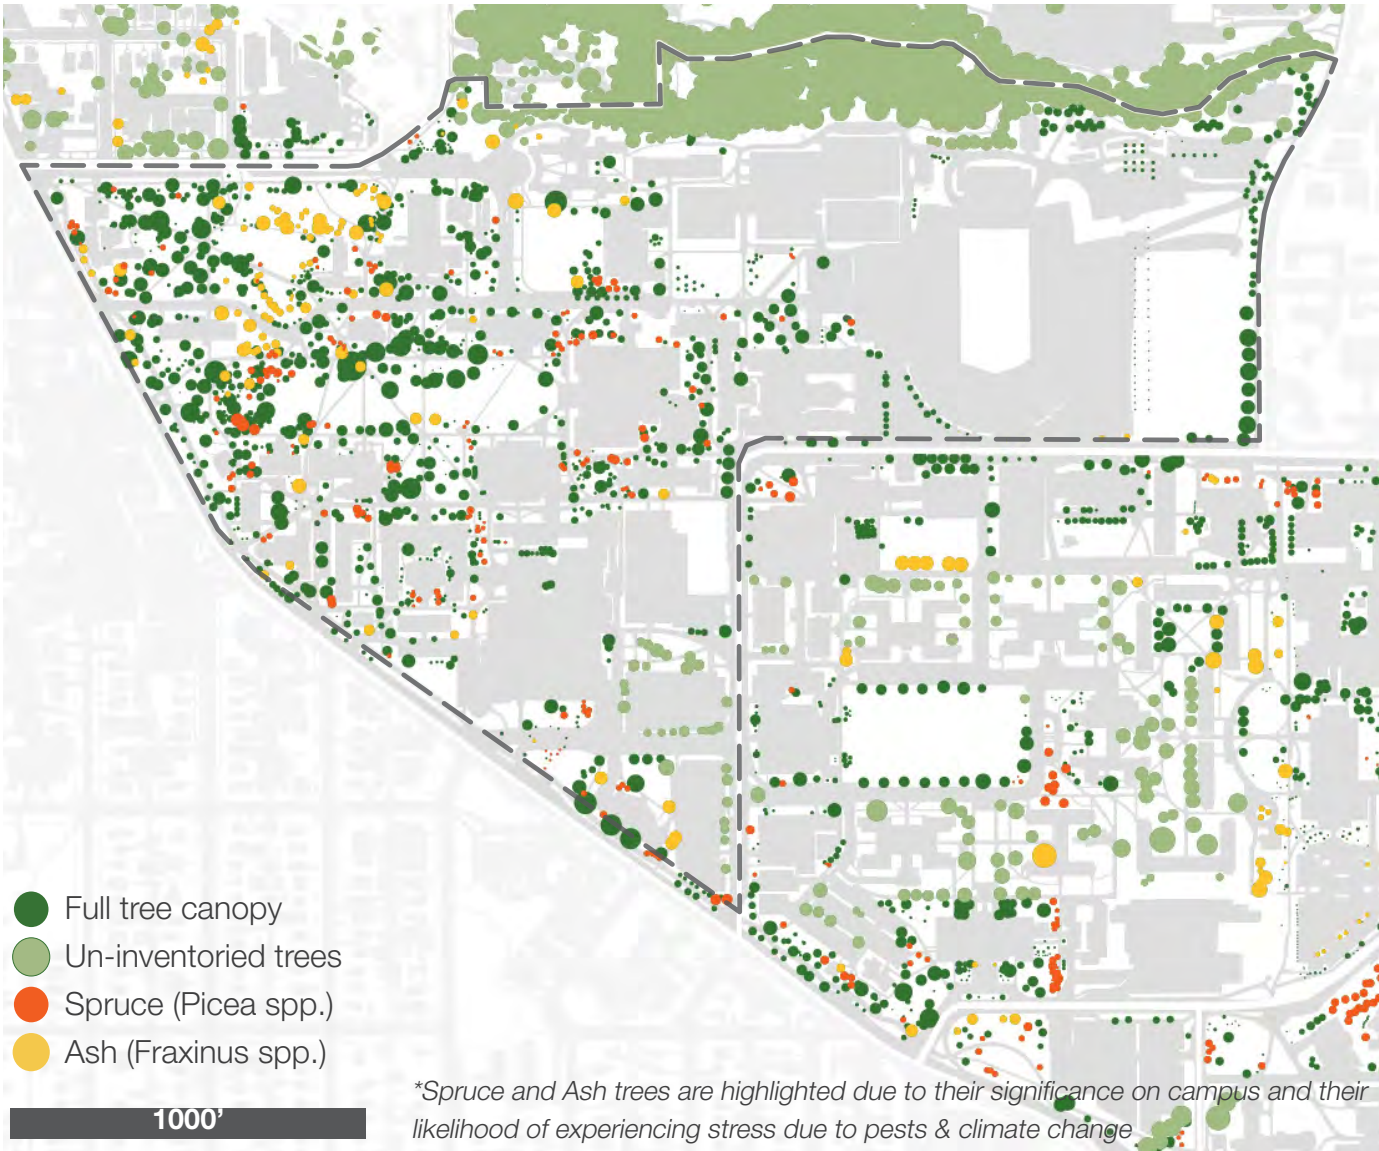 Full tree canopy
Un-inventoried trees
Spruce (Picea spp.)
Ash (Fraxinus spp.)
1000’
*Spruce and Ash trees are highlighted due to their significance on campus and their
likelihood of experiencing stress due to pests & climate change